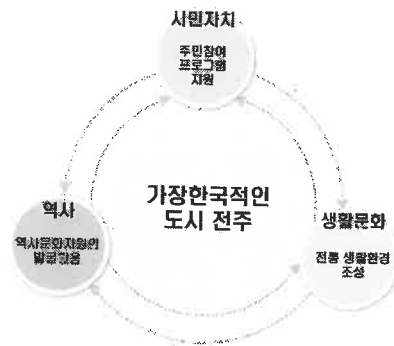 시민자치
주민참여
프로그램
지원
가장한국적인
도시 전주
역사
역사문화자원의
발굴활용
생활문화
전통 생활환경
조성